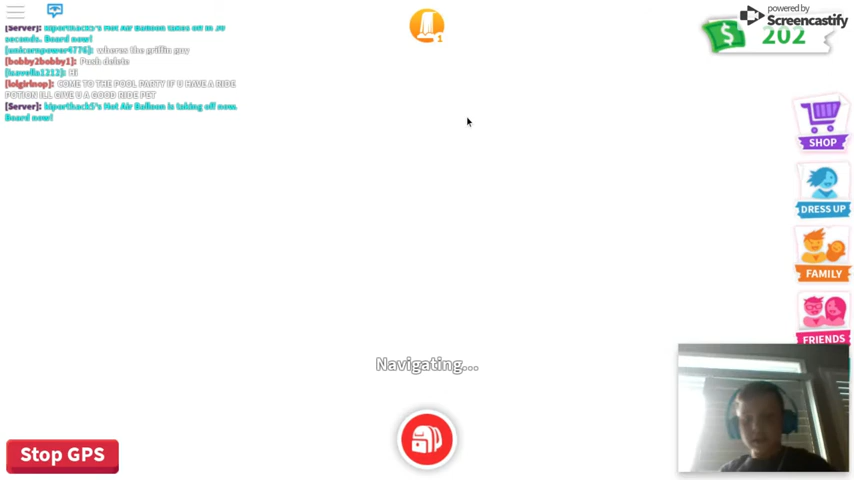 powered by
Screencastify
[Server]: biporthack5's Hot Air Balloon takes off in 30
seconds. Board now!
[unicornpower4776]: wheres the griffin guy
[bobby2bobby1]: Push delete
Hi
[lolgirlnop]: COME TO THE POOL PARTY IF U HAVE A RIDE
POTION ILL GIVE U A GOOD RIDE PET
[Server]: biporthack5's Hot Air Balloon is taking off now.
Board now!
1
202
SHOP
DRESS UP
FAMILY
FRIENDS
Navigating...
Stop GPS